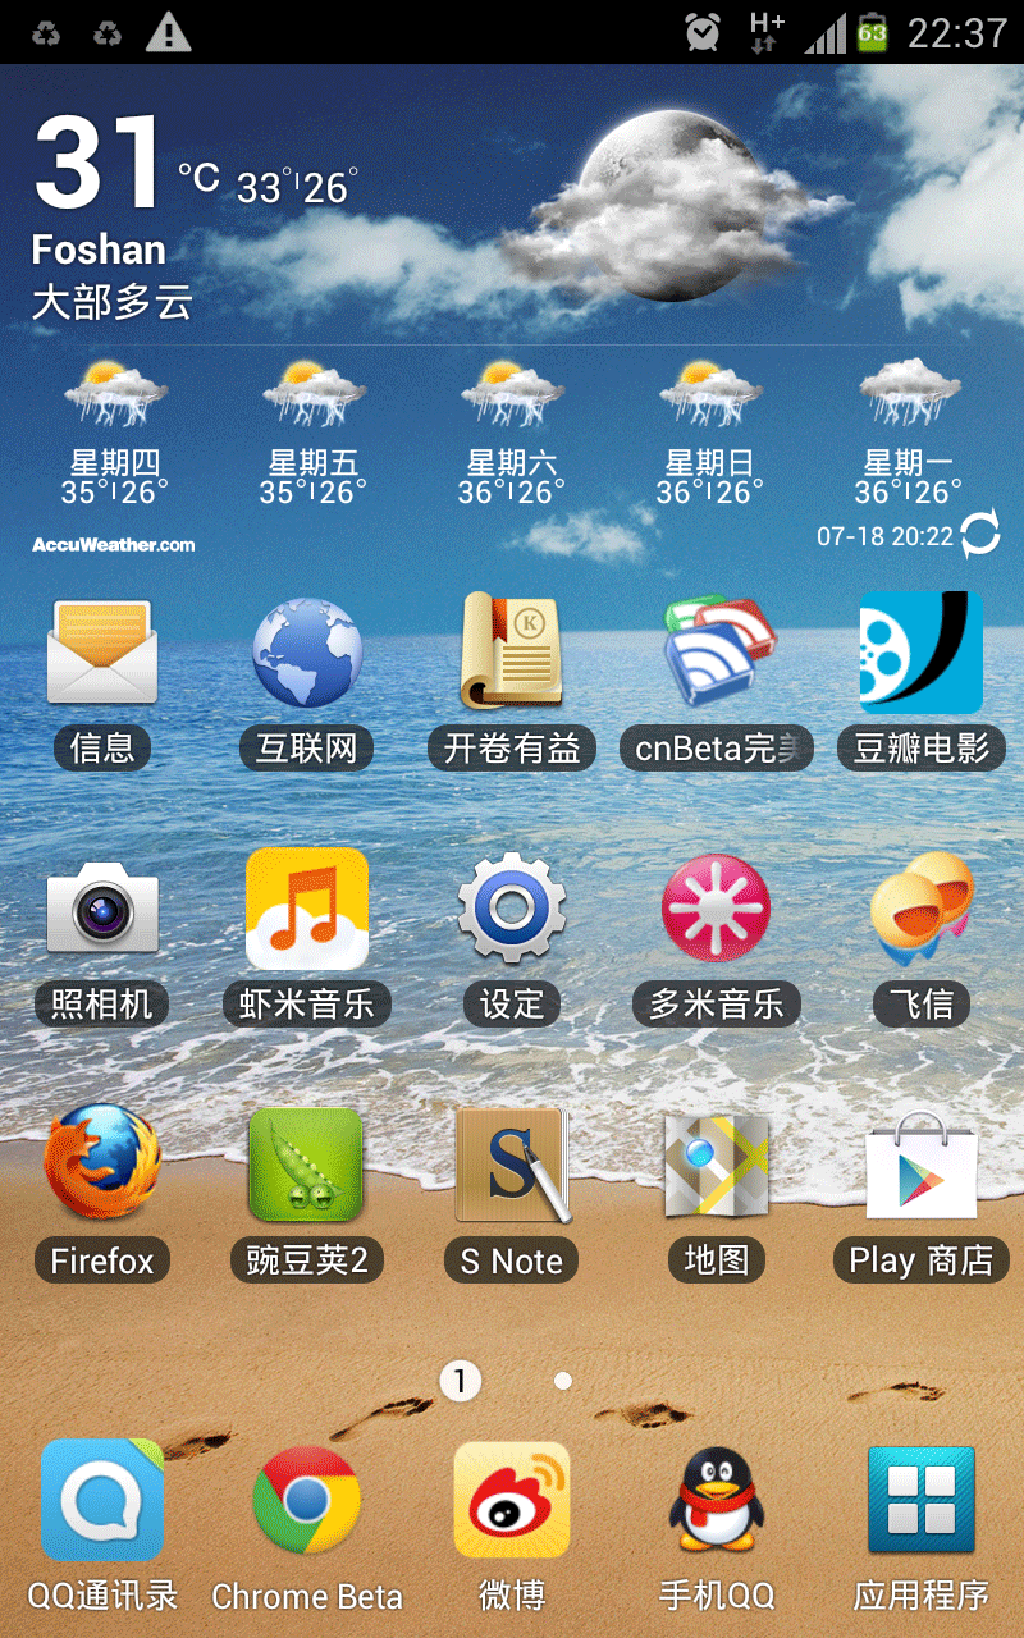 H+
63
22:37
31 °C 33°|26°
Foshan
大部多云
星期四 星期五 星期六 星期日 星期一
35°|26° 35°|26° 36°|26° 36°|26° 36°|26°
AccuWeather.com 07-18 20:22
K
信息 互联网 开卷有益 cnBeta完美 豆瓣电影
照相机 虾米音乐 设定 多米音乐 飞信
S
Firefox 豌豆荚2 S Note 地图 Play 商店
1
QQ通讯录 Chrome Beta 微博 手机QQ 应用程序